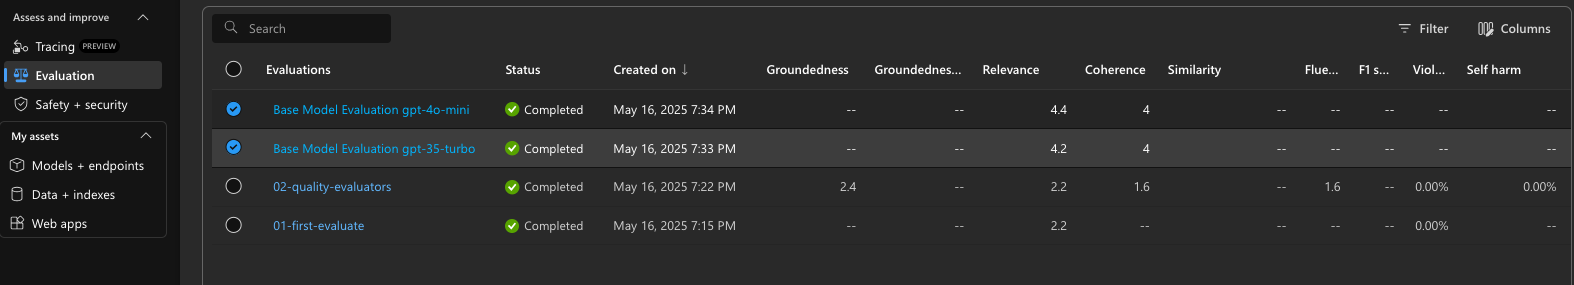 Assess and improve
Tracing PREVIEW
Evaluation
Safety + security
My assets
Models + endpoints
Data + indexes
Web apps
Search
Filter Columns
Evaluations Status Created on ↓ Groundedness Groundednes... Relevance Coherence Similarity Flue... F1 s... Viol... Self harm
Base Model Evaluation gpt-4o-mini Completed May 16, 2025 7:34 PM -- -- 4.4 4 -- -- -- -- --
Base Model Evaluation gpt-35-turbo Completed May 16, 2025 7:33 PM -- -- 4.2 4 -- -- -- -- --
02-quality-evaluators Completed May 16, 2025 7:22 PM 2.4 -- 2.2 1.6 -- 1.6 -- 0.00% 0.00%
01-first-evaluate Completed May 16, 2025 7:15 PM -- -- 2.2 -- -- -- -- 0.00% --